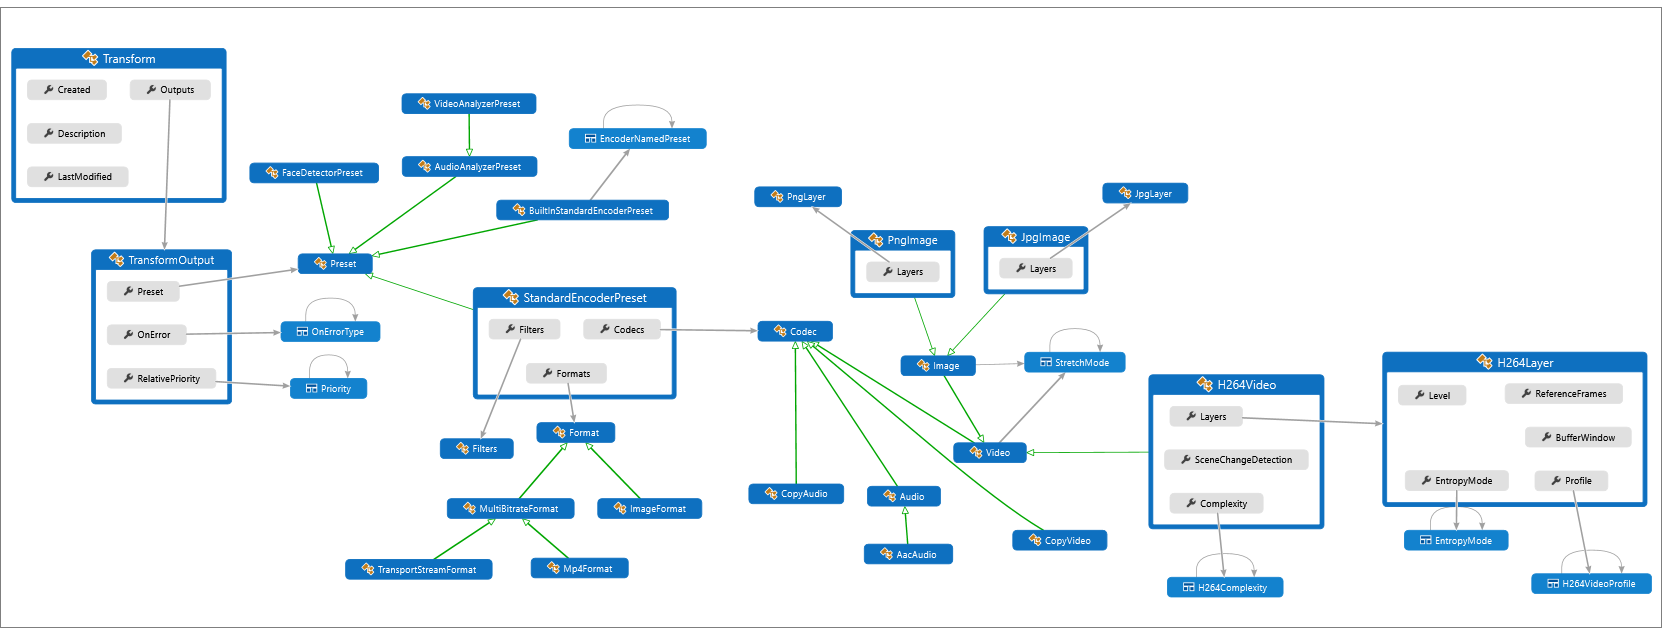 Transform
Created
Outputs
Description
LastModified
VideoAnalyzerPreset
EncoderNamedPreset
FaceDetectorPreset
AudioAnalyzerPreset
BuiltInStandardEncoderPreset
PngLayer
JpgLayer
TransformOutput
Preset
OnError
RelativePriority
Preset
OnErrorType
Priority
StandardEncoderPreset
Filters
Codecs
Formats
PngImage
Layers
JpgImage
Layers
Codec
Image
StretchMode
Filters
Format
Video
MultiBitrateFormat
ImageFormat
TransportStreamFormat
Mp4Format
CopyAudio
Audio
AacAudio
CopyVideo
H264Video
Layers
SceneChangeDetection
Complexity
H264Complexity
H264Layer
Level
ReferenceFrames
BufferWindow
EntropyMode
Profile
EntropyMode
H264VideoProfile